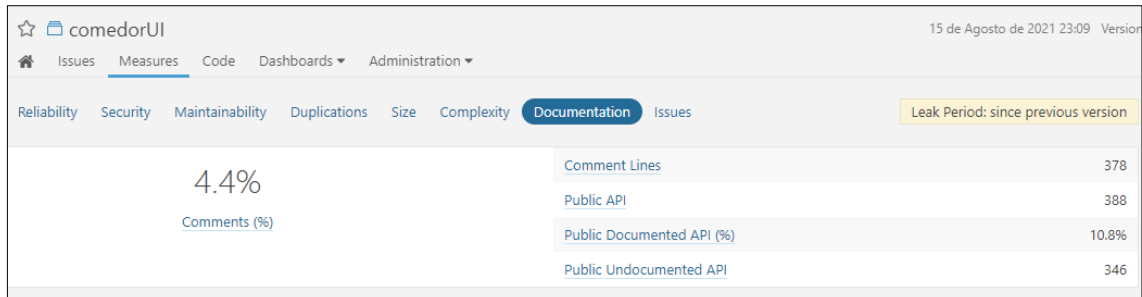 comedorUI
15 de Agosto de 2021 23:09 Version
Issues Measures Code Dashboards Administration
Reliability Security Maintainability Duplications Size Complexity Documentation Issues
Leak Period: since previous version
4.4%
Comments (%)
Comment Lines 378
Public API 388
Public Documented API (%) 10.8%
Public Undocumented API 346